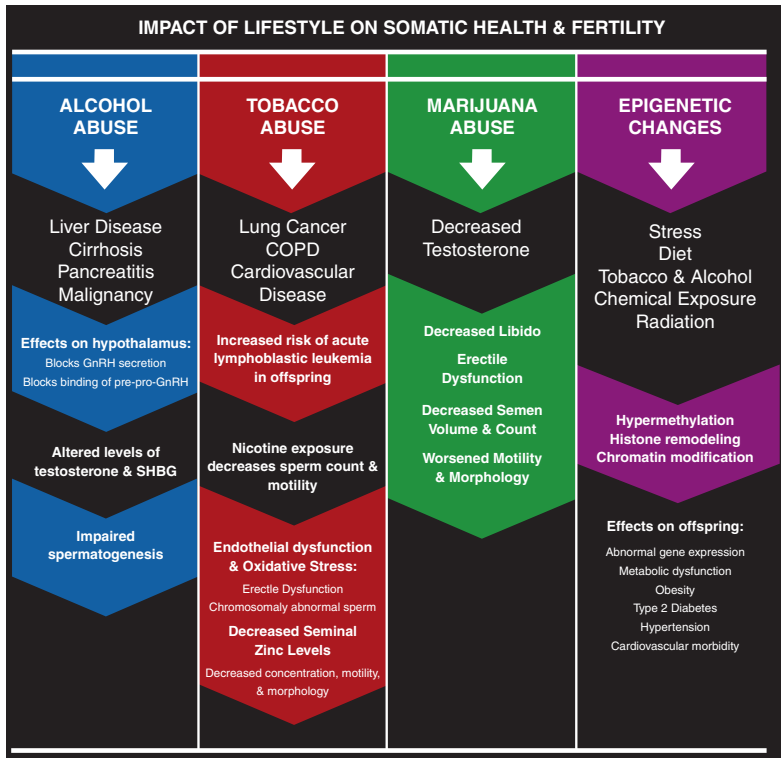 IMPACT OF LIFESTYLE ON SOMATIC HEALTH & FERTILITY
ALCOHOL
ABUSE
Liver Disease
Cirrhosis
Pancreatitis
Malignancy
Effects on hypothalamus:
Blocks GnRH secretion
Blocks binding of pre-pro-GnRH
Altered levels of
testosterone & SHBG
Impaired
spermatogenesis
TOBACCO
ABUSE
Lung Cancer
COPD
Cardiovascular
Disease
Increased risk of acute
lymphoblastic leukemia
in offspring
Nicotine exposure
decreases sperm count &
motility
Endothelial dysfunction
& Oxidative Stress:
Erectle Dysfunction
Chromosomaly abnormal sperm
Decreased Seminal
Zinc Levels
Decreased concentration, motility,
& morphology
MARIJUANA
ABUSE
Decreased
Testosterone
Decreased Libido
Erectile
Dysfunction
Decreased Semen
Volume & Count
Worsened Motility
& Morphology
EPIGENETIC
CHANGES
Stress
Diet
Tobacco & Alcohol
Chemical Exposure
Radiation
Hypermethylation
Histone remodeling
Chromatin modification
Effects on offspring:
Abnormal gene expression
Metabolic dysfunction
Obesity
Type 2 Diabetes
Hypertension
Cardiovascular morbidity